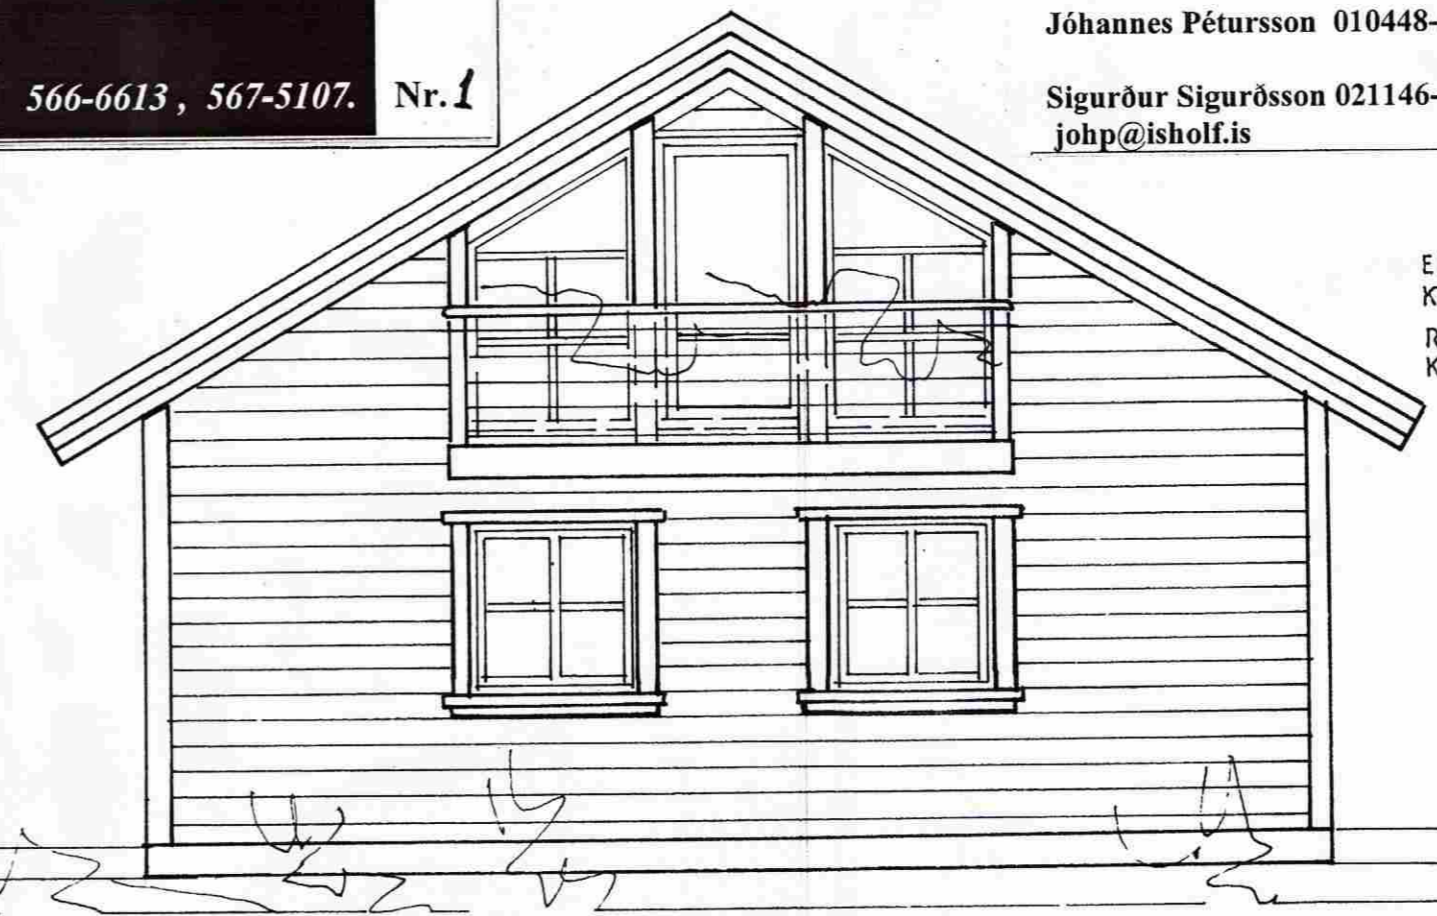 566-6613 , 567-5107. Nr. 1
Jóhannes Pétursson 010448-
Sigurður Sigurðsson 021146-
johp@isholf.is
E
K
R
K